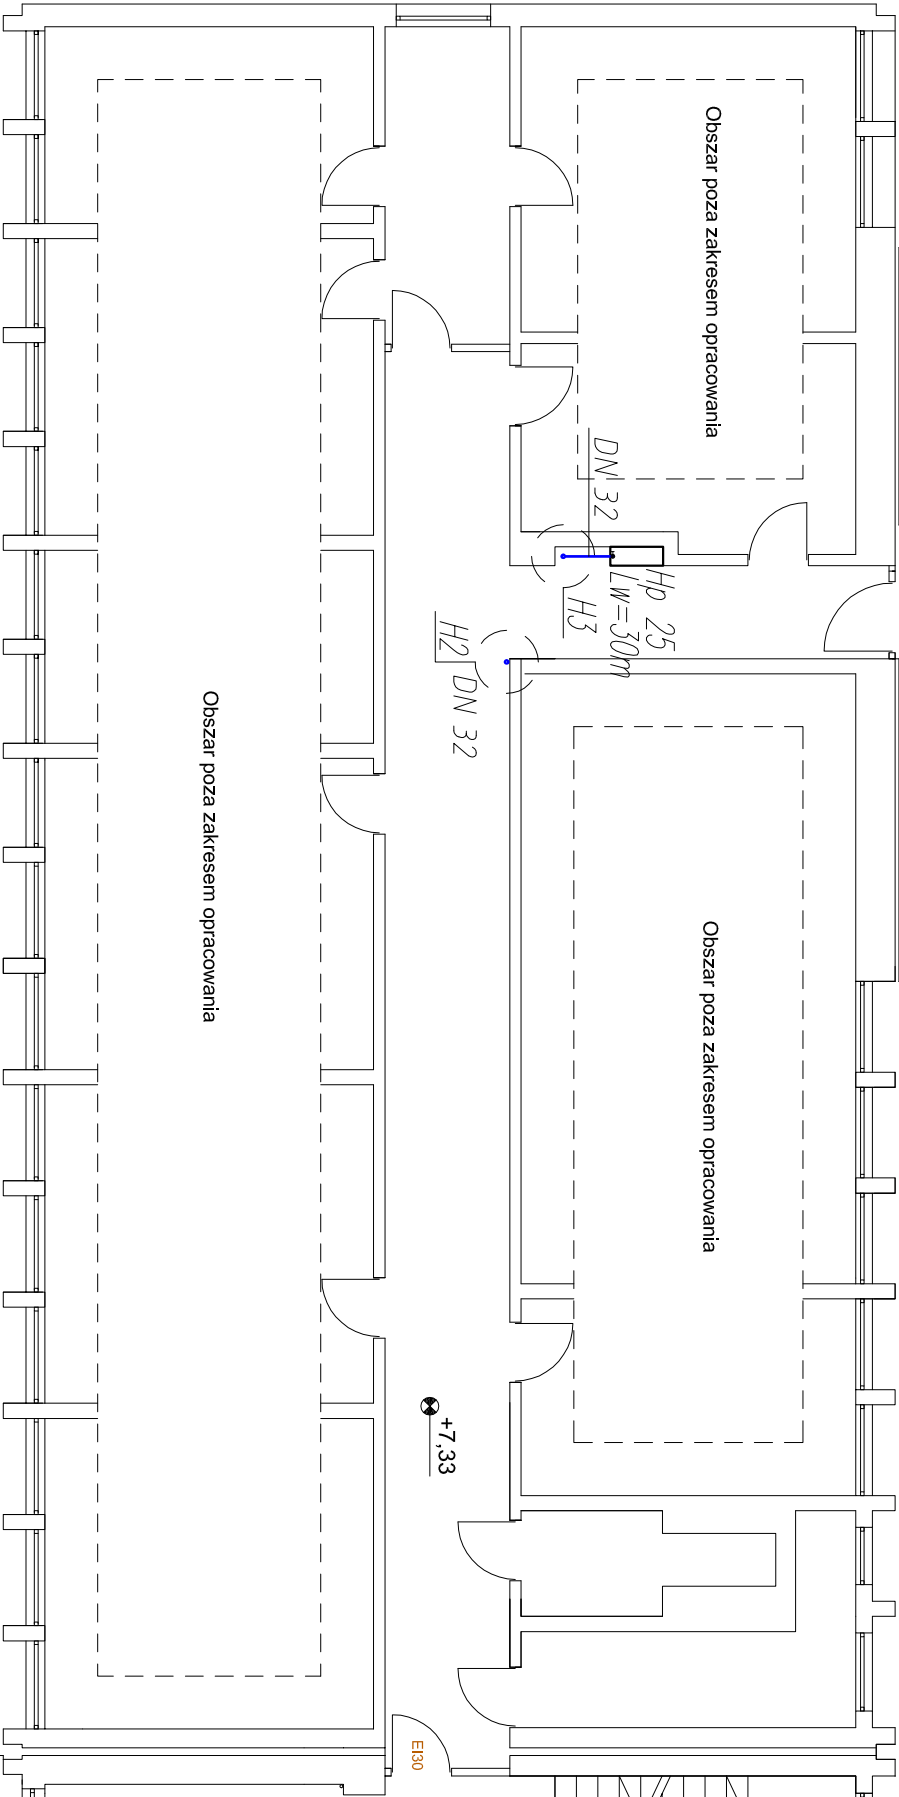 Obszar poza zakresem opracowania
DN 32
Hp 25
Lw=30m
H3
H2 DN 32
Obszar poza zakresem opracowania
Obszar poza zakresem opracowania
+7,33
EI30